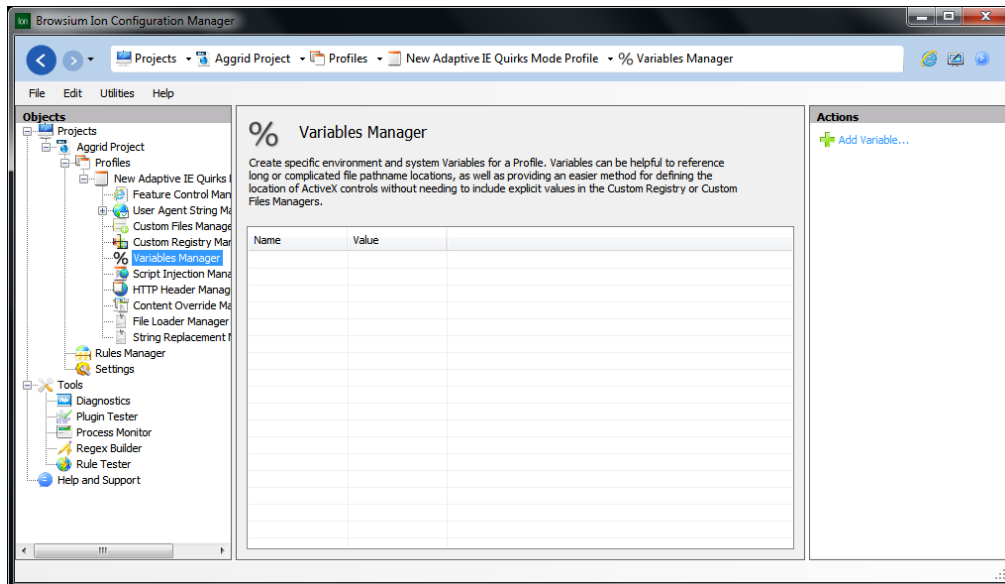 Ion Browsium Ion Configuration Manager
Projects Aggrid Project Profiles New Adaptive IE Quirks Mode Profile % Variables Manager
File Edit Utilities Help
Objects
Projects
Aggrid Project
Profiles
New Adaptive IE Quirks
Feature Control Man
User Agent String Ma
Custom Files Manage
Custom Registry Mar
% Variables Manager
Script Injection Mana
HTTP Header Manag
Content Override Ma
File Loader Manager
String Replacement M
Rules Manager
Settings
Tools
Diagnostics
Plugin Tester
Process Monitor
Regex Builder
Rule Tester
Help and Support
% Variables Manager
Create specific environment and system Variables for a Profile. Variables can be helpful to reference
long or complicated file pathname locations, as well as providing an easier method for defining the
location of ActiveX controls without needing to include explicit values in the Custom Registry or Custom
Files Managers.
Name Value
Actions
Add Variable...